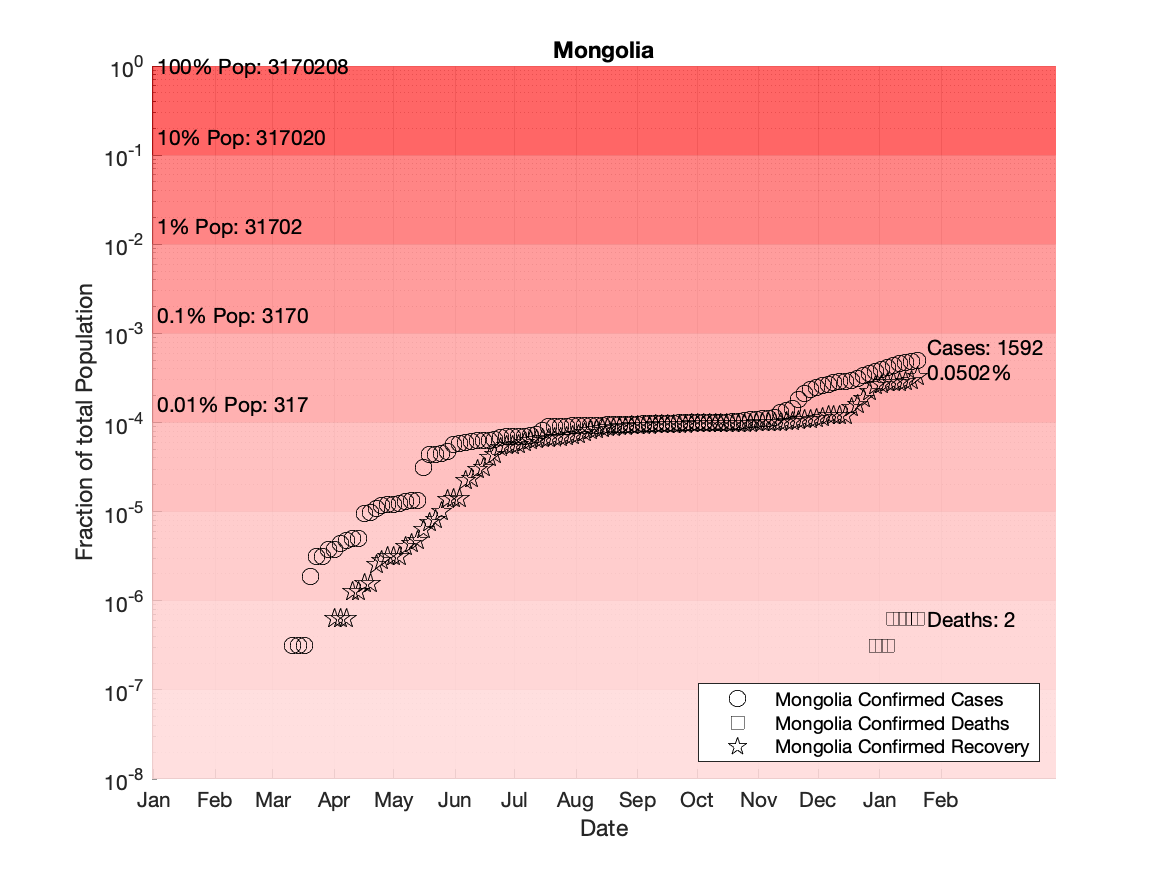 Mongolia
10^0
100% Pop: 3170208
10% Pop: 317020
10^-1
1% Pop: 31702
10^-2
0.1% Pop: 3170
10^-3
Cases: 1592
0.0502%
0.01% Pop: 317
10^-4
10^-5
10^-6
Deaths: 2
10^-7
10^-8
Fraction of total Population
Mongolia Confirmed Cases
Mongolia Confirmed Deaths
Mongolia Confirmed Recovery
Jan Feb Mar Apr May Jun Jul Aug Sep Oct Nov Dec Jan Feb
Date